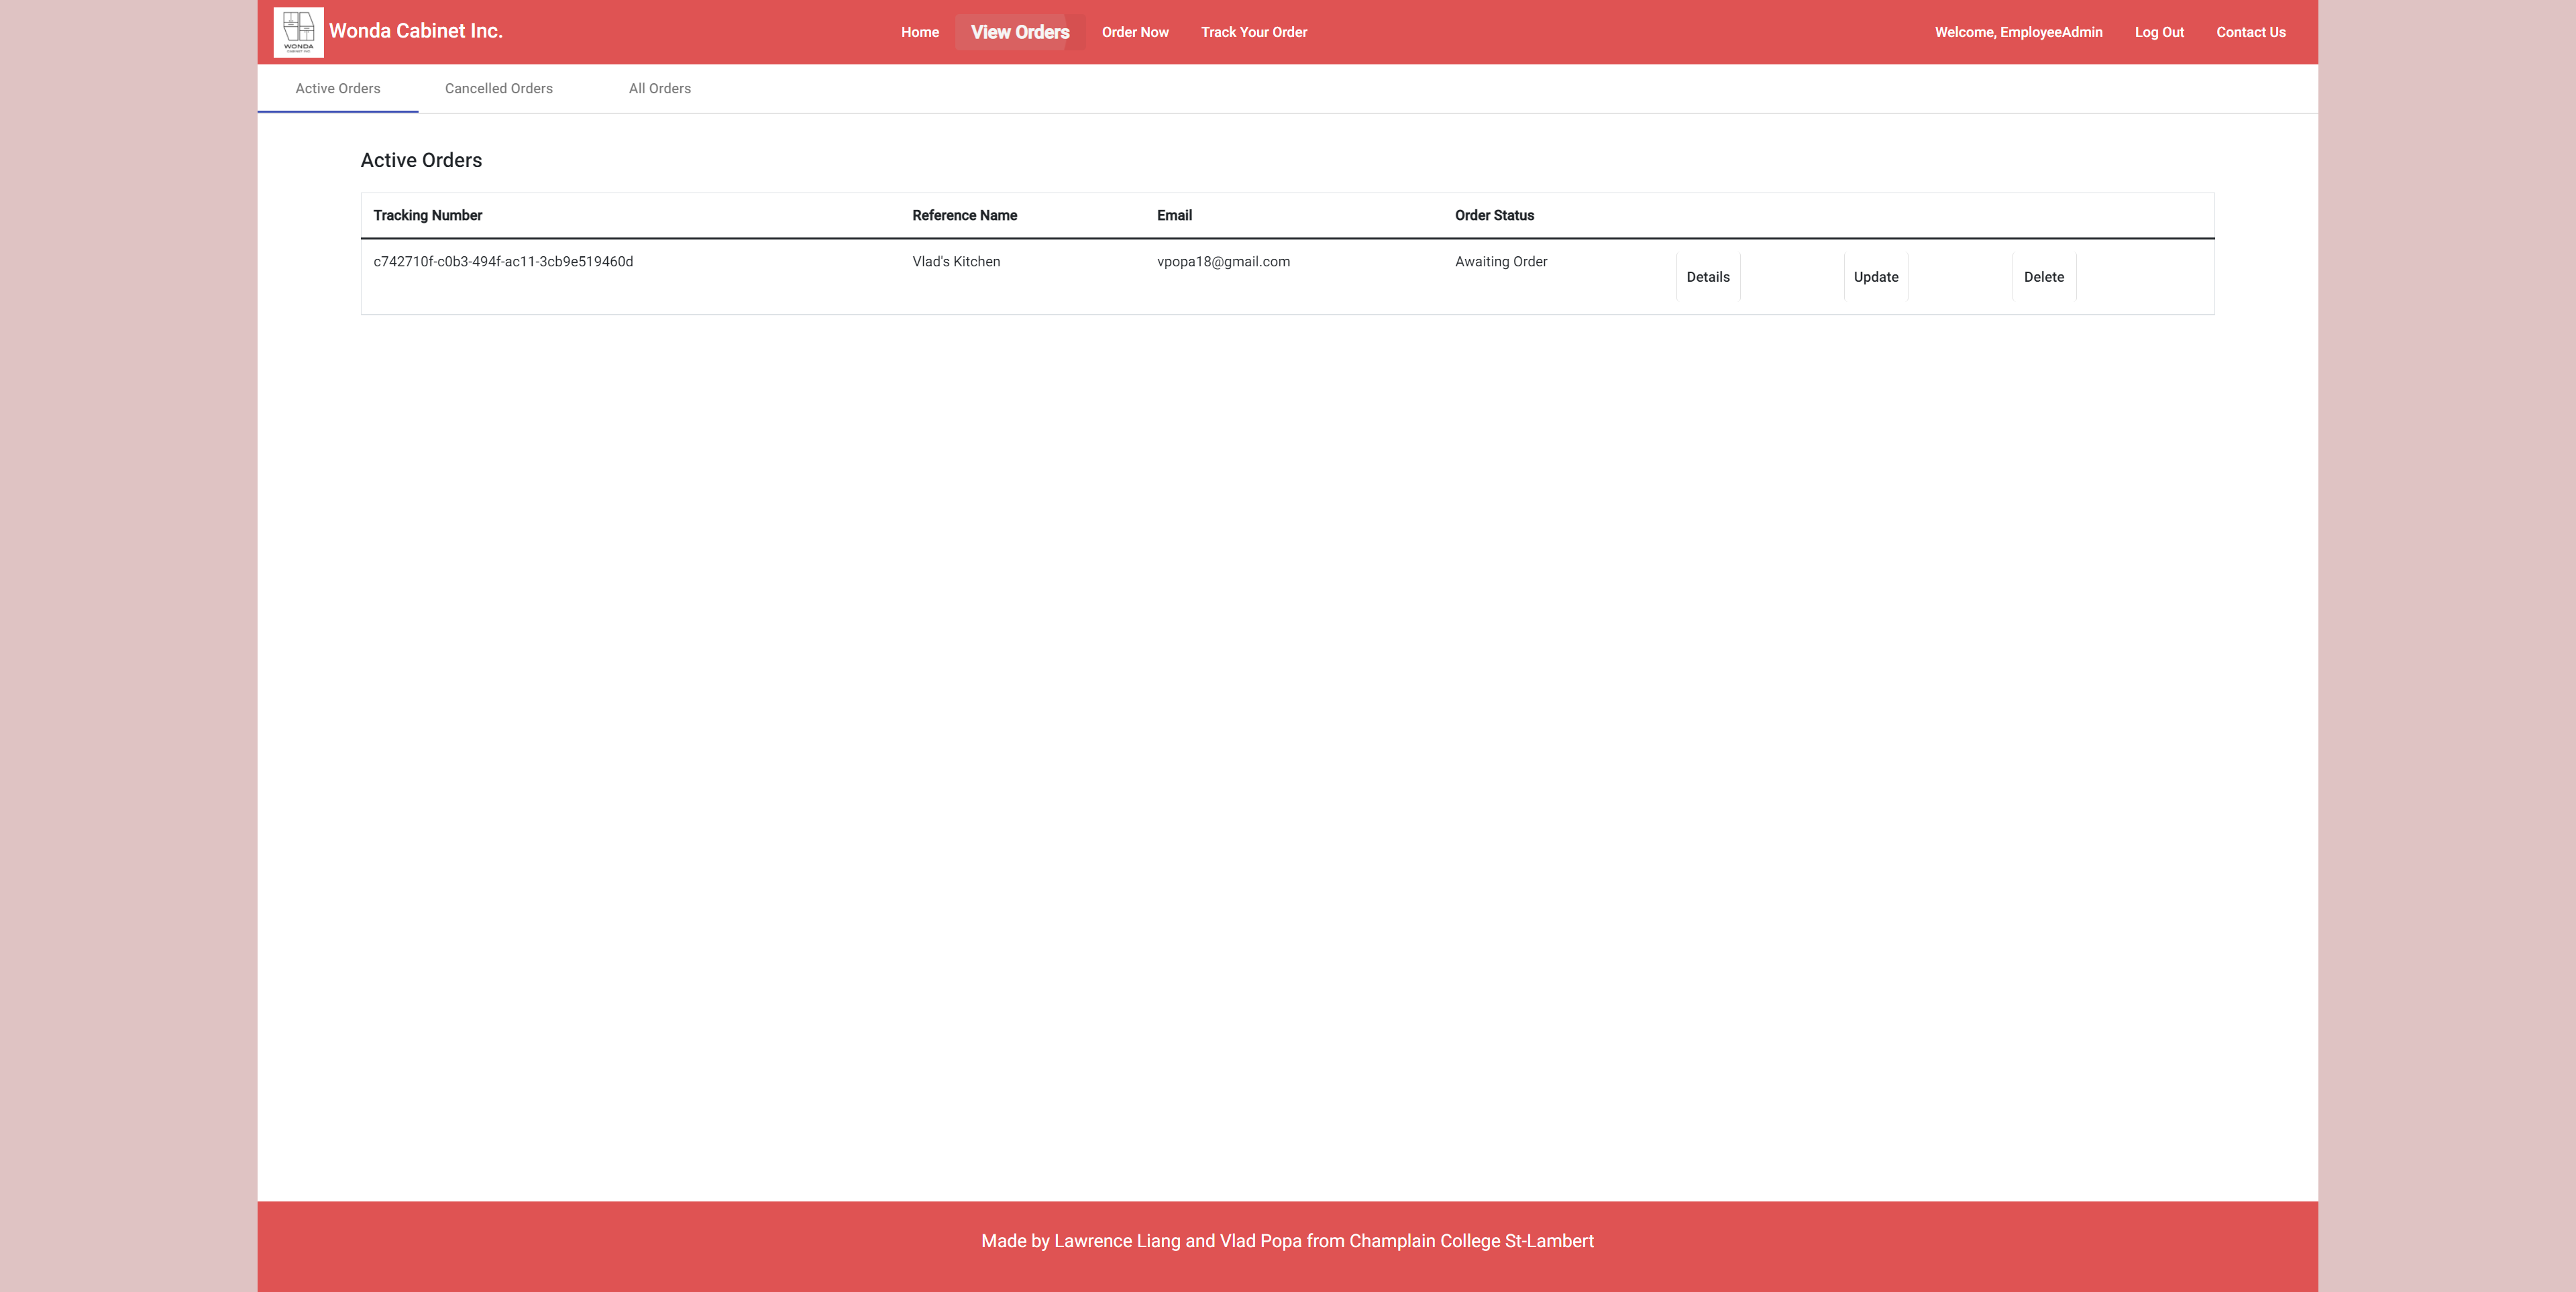 WONDA
CABINET INC.
Wonda Cabinet Inc.
Home View Orders Order Now Track Your Order
Welcome, EmployeeAdmin Log Out Contact Us
Active Orders Cancelled Orders All Orders
Active Orders
Tracking Number Reference Name Email Order Status
c742710f-c0b3-494f-ac11-3cb9e519460d Vlad's Kitchen vpopa18@gmail.com Awaiting Order Details Update Delete
Made by Lawrence Liang and Vlad Popa from Champlain College St-Lambert